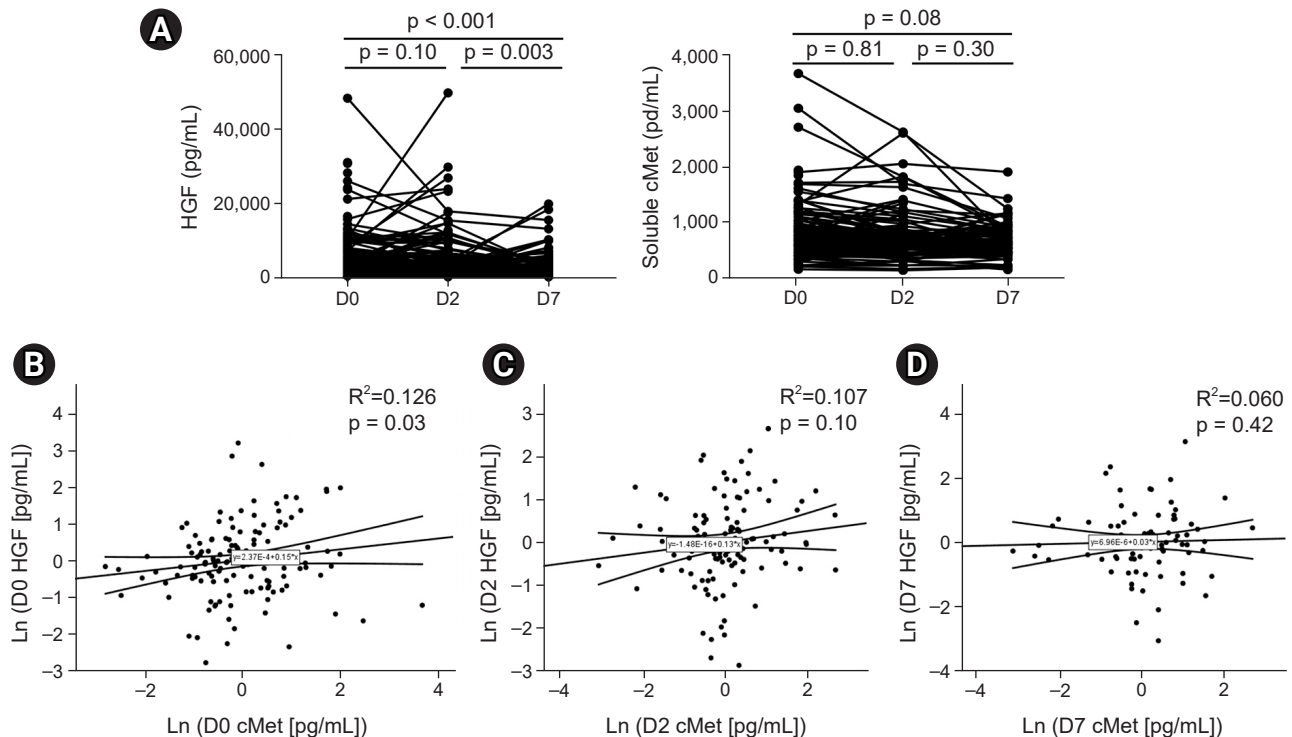 A
p < 0.001
p = 0.10 p = 0.003
HGF (pg/mL)
60,000
40,000
20,000
0
D0 D2 D7
p = 0.08
p = 0.81 p = 0.30
Soluble cMet (pd/mL)
4,000
3,000
2,000
1,000
0
D0 D2 D7
B
R²=0.126
p = 0.03
Ln (D0 HGF [pg/mL])
4
3
2
1
0
–1
–2
–3
y=2.37E-4+0.15*x
–2 0 2 4
Ln (D0 cMet [pg/mL])
C
R²=0.107
p = 0.10
Ln (D2 HGF [pg/mL])
3
2
1
0
–1
–2
–3
y=-1.48E-16+0.13*x
–4 –2 0 2 4
Ln (D2 cMet [pg/mL])
D
R²=0.060
p = 0.42
Ln (D7 HGF [pg/mL])
4
2
0
–2
–4
y=6.96E-6+0.03*x
–4 –2 0 2
Ln (D7 cMet [pg/mL])